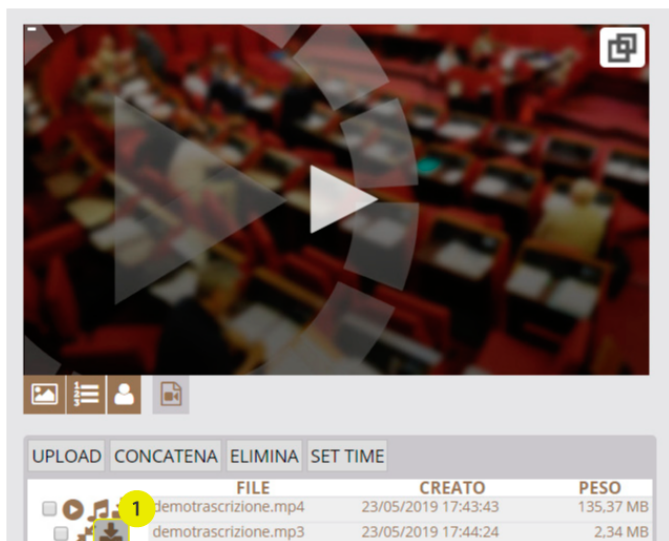 UPLOAD CONCATENA ELIMINA SET TIME
FILE CREATO PESO
1 demotrascrizione.mp4 23/05/2019 17:43:43 135,37 MB
demotrascrizione.mp3 23/05/2019 17:44:24 2,34 MB